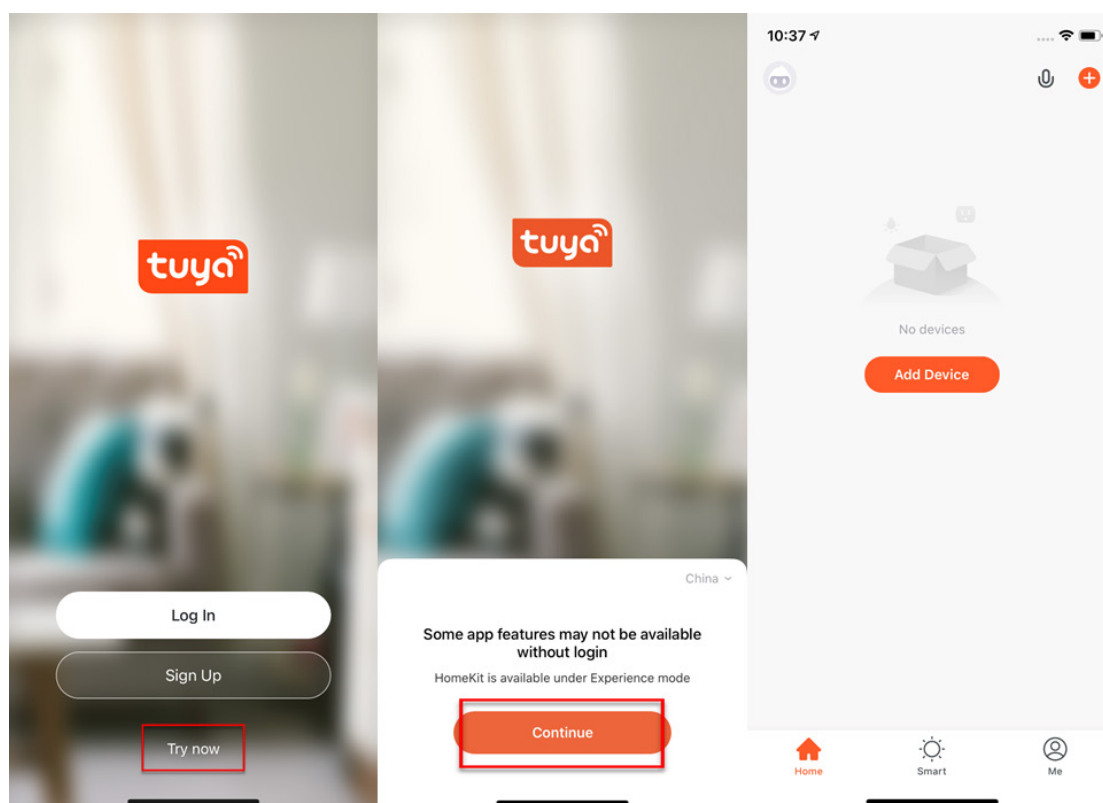 tuya
Log In
Sign Up
Try now
tuya
China
Some app features may not be available
without login
HomeKit is available under Experience mode
Continue
10:37
No devices
Add Device
Home
Smart
Me